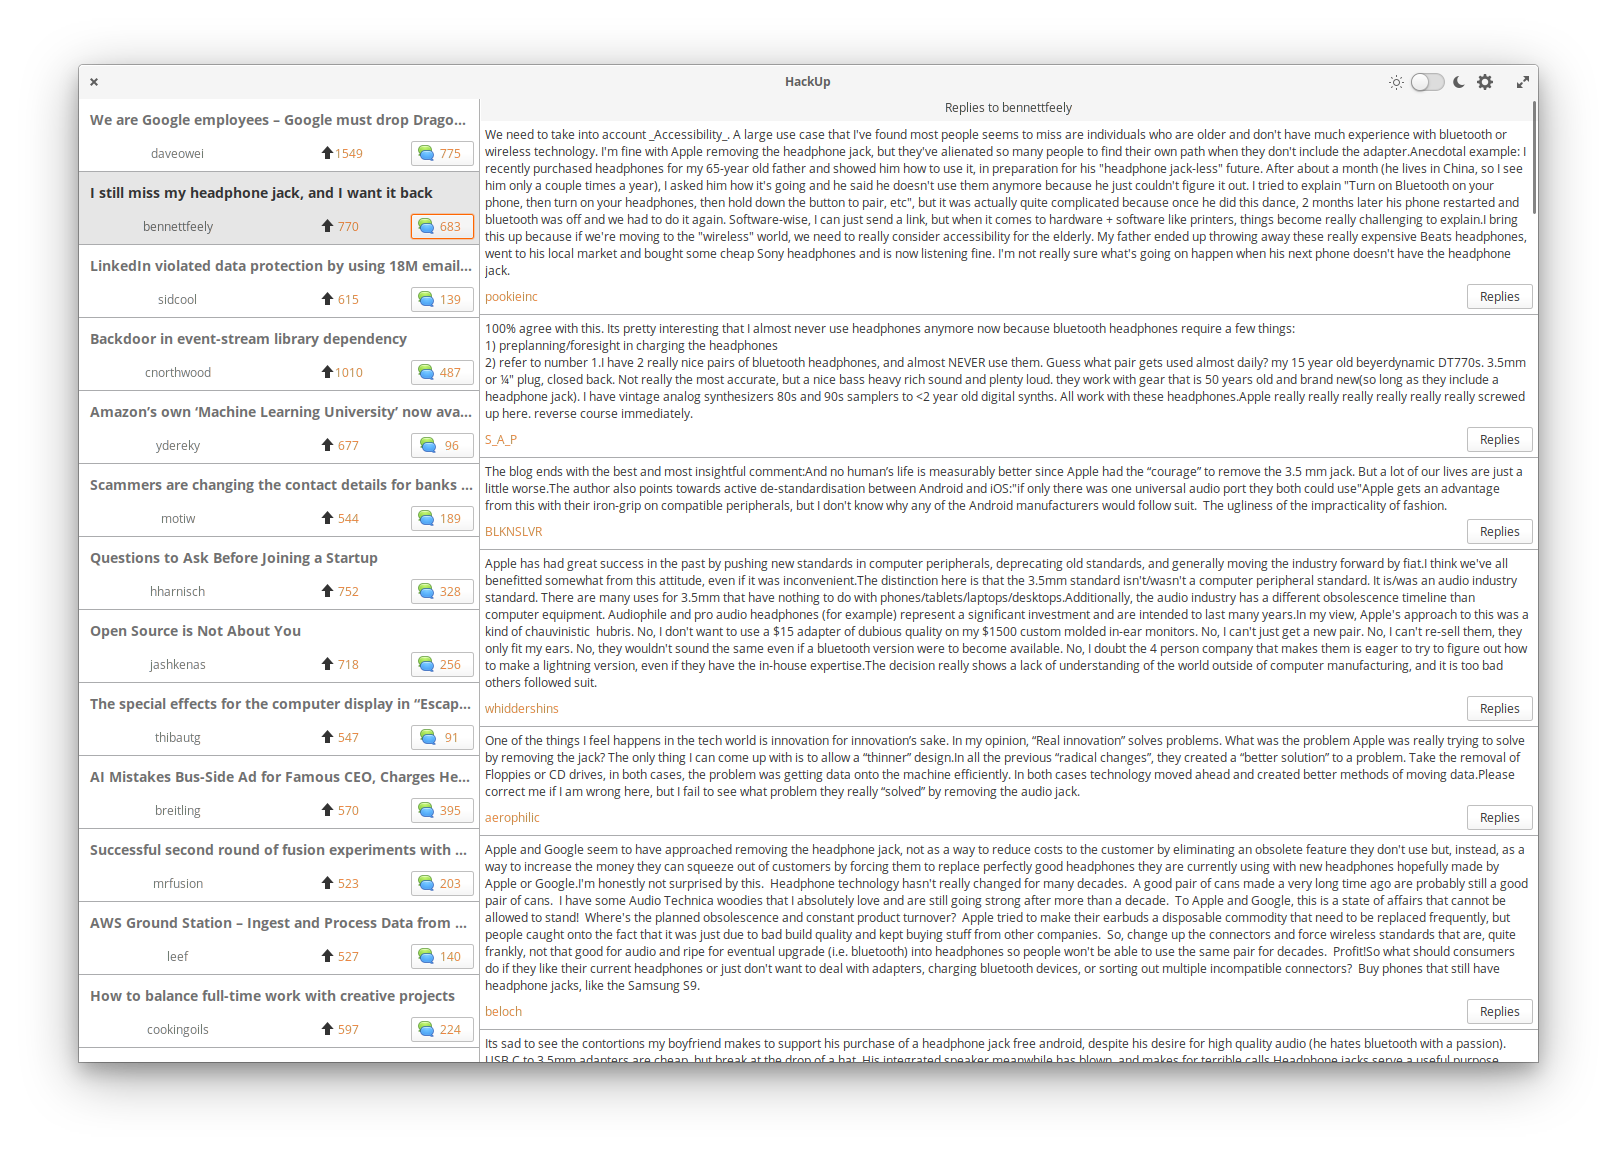 HackUp
We are Google employees – Google must drop Drago...
daveowei 1549 775
I still miss my headphone jack, and I want it back
bennettfeely 770 683
LinkedIn violated data protection by using 18M email...
sidcool 615 139
Backdoor in event-stream library dependency
cnorthwood 1010 487
Amazon’s own ‘Machine Learning University’ now ava...
ydereky 677 96
Scammers are changing the contact details for banks ...
motiw 544 189
Questions to Ask Before Joining a Startup
hharnisch 752 328
Open Source is Not About You
jashkenas 718 256
The special effects for the computer display in “Escap...
thibautg 547 91
AI Mistakes Bus-Side Ad for Famous CEO, Charges He...
breitling 570 395
Successful second round of fusion experiments with ...
mrfusion 523 203
AWS Ground Station – Ingest and Process Data from ...
leef 527 140
How to balance full-time work with creative projects
cookingoils 597 224
Replies to bennettfeely
We need to take into account _Accessibility_. A large use case that I've found most people seems to miss are individuals who are older and don't have much experience with bluetooth or
wireless technology. I'm fine with Apple removing the headphone jack, but they've alienated so many people to find their own path when they don't include the adapter.Anecdotal example: I
recently purchased headphones for my 65-year old father and showed him how to use it, in preparation for his "headphone jack-less" future. After about a month (he lives in China, so I see
him only a couple times a year), I asked him how it's going and he said he doesn't use them anymore because he just couldn't figure it out. I tried to explain "Turn on Bluetooth on your
phone, then turn on your headphones, then hold down the button to pair, etc", but it was actually quite complicated because once he did this dance, 2 months later his phone restarted and
bluetooth was off and we had to do it again. Software-wise, I can just send a link, but when it comes to hardware + software like printers, things become really challenging to explain.I bring
this up because if we're moving to the "wireless" world, we need to really consider accessibility for the elderly. My father ended up throwing away these really expensive Beats headphones,
went to his local market and bought some cheap Sony headphones and is now listening fine. I'm not really sure what's going on happen when his next phone doesn't have the headphone
jack.
pookieinc Replies
100% agree with this. Its pretty interesting that I almost never use headphones anymore now because bluetooth headphones require a few things:
1) preplanning/foresight in charging the headphones
2) refer to number 1.I have 2 really nice pairs of bluetooth headphones, and almost NEVER use them. Guess what pair gets used almost daily? my 15 year old beyerdynamic DT770s. 3.5mm
or ¼" plug, closed back. Not really the most accurate, but a nice bass heavy rich sound and plenty loud. they work with gear that is 50 years old and brand new(so long as they include a
headphone jack). I have vintage analog synthesizers 80s and 90s samplers to <2 year old digital synths. All work with these headphones.Apple really really really really really really screwed
up here. reverse course immediately.
S_A_P Replies
The blog ends with the best and most insightful comment:And no human’s life is measurably better since Apple had the “courage” to remove the 3.5 mm jack. But a lot of our lives are just a
little worse.The author also points towards active de-standardisation between Android and iOS:"if only there was one universal audio port they both could use"Apple gets an advantage
from this with their iron-grip on compatible peripherals, but I don't know why any of the Android manufacturers would follow suit.  The ugliness of the impracticality of fashion.
BLKNSLVR Replies
Apple has had great success in the past by pushing new standards in computer peripherals, deprecating old standards, and generally moving the industry forward by fiat.I think we've all
benefitted somewhat from this attitude, even if it was inconvenient.The distinction here is that the 3.5mm standard isn't/wasn't a computer peripheral standard. It is/was an audio industry
standard. There are many uses for 3.5mm that have nothing to do with phones/tablets/laptops/desktops.Additionally, the audio industry has a different obsolescence timeline than
computer equipment. Audiophile and pro audio headphones (for example) represent a significant investment and are intended to last many years.In my view, Apple's approach to this was a
kind of chauvinistic  hubris. No, I don't want to use a $15 adapter of dubious quality on my $1500 custom molded in-ear monitors. No, I can't just get a new pair. No, I can't re-sell them, they
only fit my ears. No, they wouldn't sound the same even if a bluetooth version were to become available. No, I doubt the 4 person company that makes them is eager to try to figure out how
to make a lightning version, even if they have the in-house expertise.The decision really shows a lack of understanding of the world outside of computer manufacturing, and it is too bad
others followed suit.
whiddershins Replies
One of the things I feel happens in the tech world is innovation for innovation’s sake. In my opinion, “Real innovation” solves problems. What was the problem Apple was really trying to solve
by removing the jack? The only thing I can come up with is to allow a “thinner” design.In all the previous “radical changes”, they created a “better solution” to a problem. Take the removal of
Floppies or CD drives, in both cases, the problem was getting data onto the machine efficiently. In both cases technology moved ahead and created better methods of moving data.Please
correct me if I am wrong here, but I fail to see what problem they really “solved” by removing the audio jack.
aerophilic Replies
Apple and Google seem to have approached removing the headphone jack, not as a way to reduce costs to the customer by eliminating an obsolete feature they don't use but, instead, as a
way to increase the money they can squeeze out of customers by forcing them to replace perfectly good headphones they are currently using with new headphones hopefully made by
Apple or Google.I'm honestly not surprised by this.  Headphone technology hasn't really changed for many decades.  A good pair of cans made a very long time ago are probably still a good
pair of cans.  I have some Audio Technica woodies that I absolutely love and are still going strong after more than a decade.  To Apple and Google, this is a state of affairs that cannot be
allowed to stand!  Where's the planned obsolescence and constant product turnover?  Apple tried to make their earbuds a disposable commodity that need to be replaced frequently, but
people caught onto the fact that it was just due to bad build quality and kept buying stuff from other companies.  So, change up the connectors and force wireless standards that are, quite
frankly, not that good for audio and ripe for eventual upgrade (i.e. bluetooth) into headphones so people won't be able to use the same pair for decades.  Profit!So what should consumers
do if they like their current headphones or just don't want to deal with adapters, charging bluetooth devices, or sorting out multiple incompatible connectors?  Buy phones that still have
headphone jacks, like the Samsung S9.
beloch Replies
Its sad to see the contortions my boyfriend makes to support his purchase of a headphone jack free android, despite his desire for high quality audio (he hates bluetooth with a passion).
USB C to 3.5mm adapters are cheap, but break at the drop of a hat. His integrated speaker meanwhile has blown, and makes for terrible calls.Headphone jacks serve a useful purpose